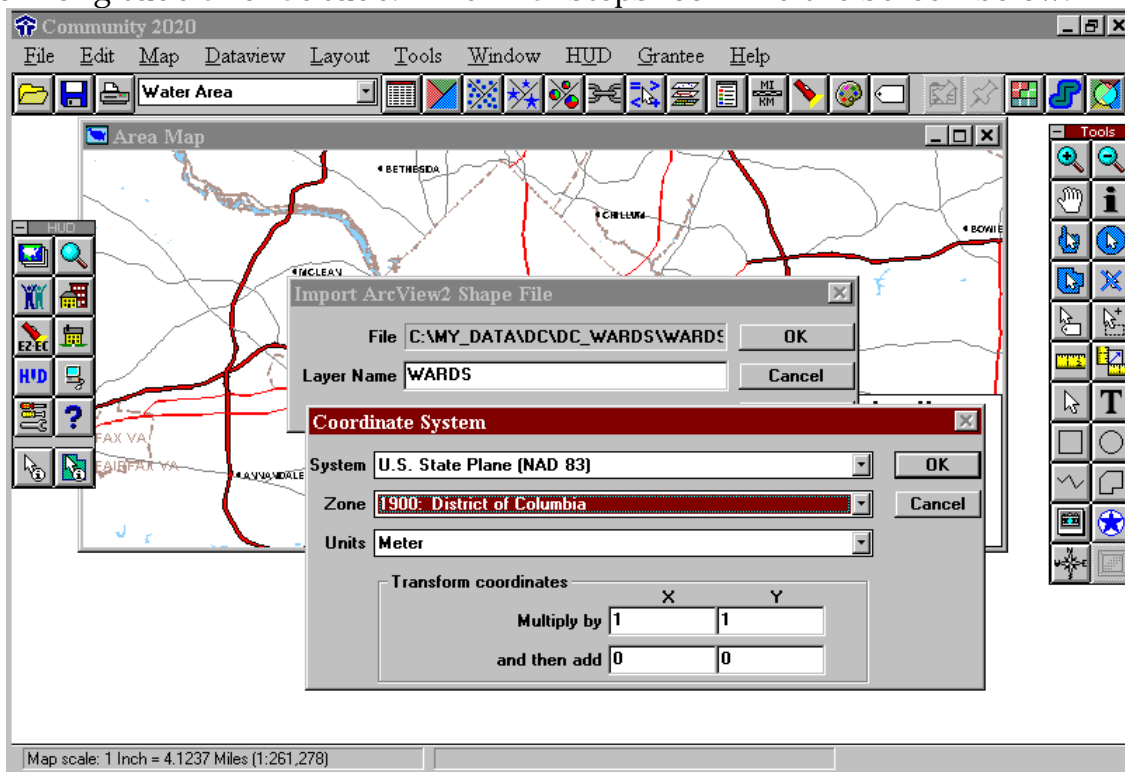 Community 2020
File Edit Map Dataview Layout Tools Window HUD Grantee Help
Water Area
MI
KM
Area Map
Tools
BETHESDA
CHILLUM
BOWIE
HUD
MCLEAN
Import ArcView2 Shape File
File C:\MY_DATA\DC\DC_WARDS\WARDS
OK
EZ-EC
Layer Name WARDS
Cancel
HUD
Coordinate System
FAX VA
System U.S. State Plane (NAD 83)
OK
FAIRFAX VA
ANNANDALE
Zone 1900: District of Columbia
Cancel
Units Meter
Transform coordinates
X Y
Multiply by 1 1
and then add 0 0
Map scale: 1 Inch = 4.1237 Miles (1:261,278)